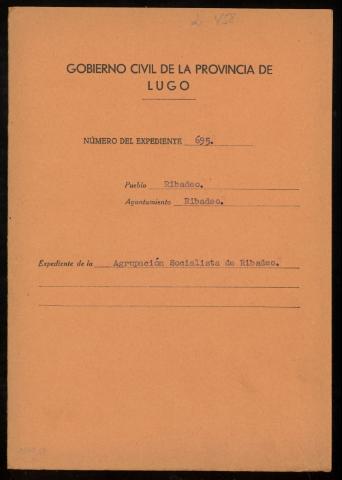 GOBIERNO CIVIL DE LA PROVINCIA DE
LUGO
NÚMERO DEL EXPEDIENTE 695.
Pueblo Ribadeo.
Ayuntamiento Ribadeo.
Expediente de la Agrupación Socialista de Ribadeo.